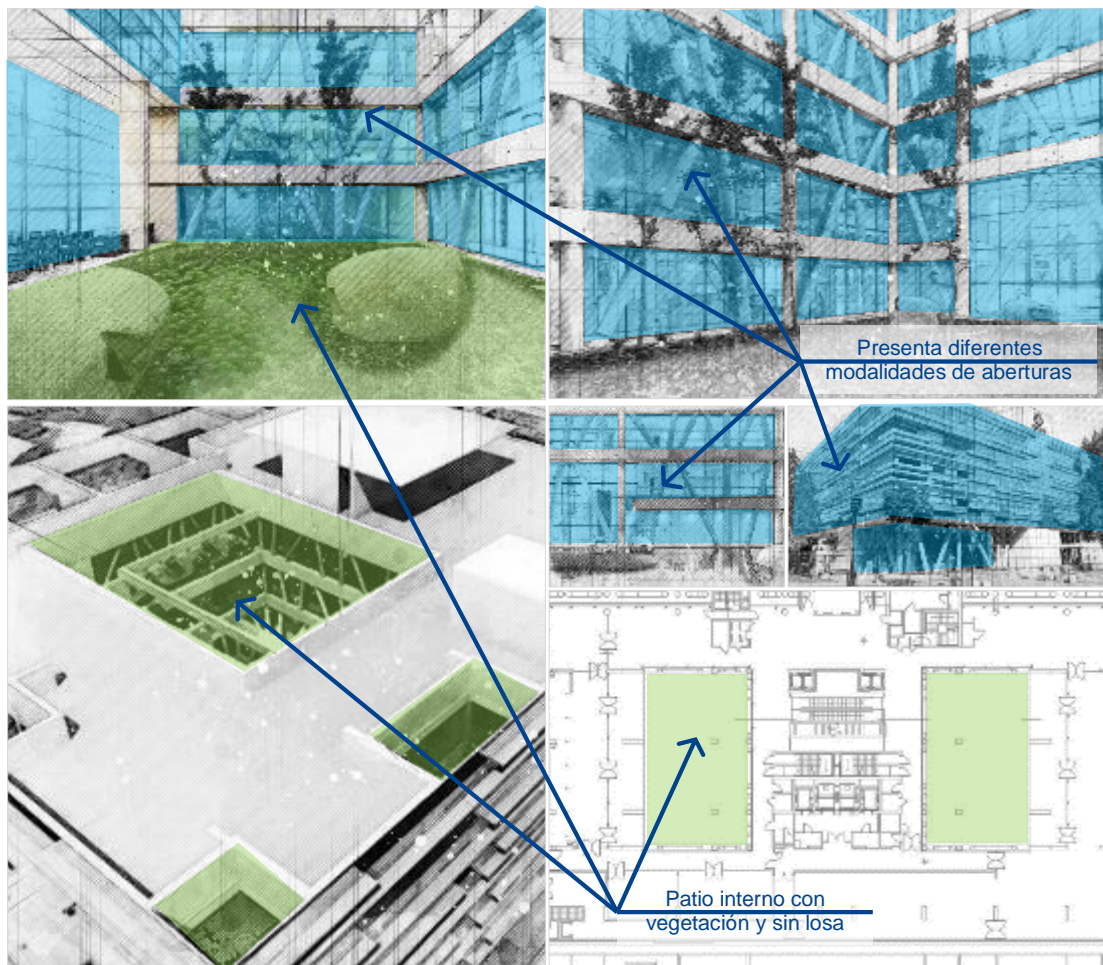 Presenta diferentes
modalidades de aberturas
Patio interno con
vegetación y sin losa